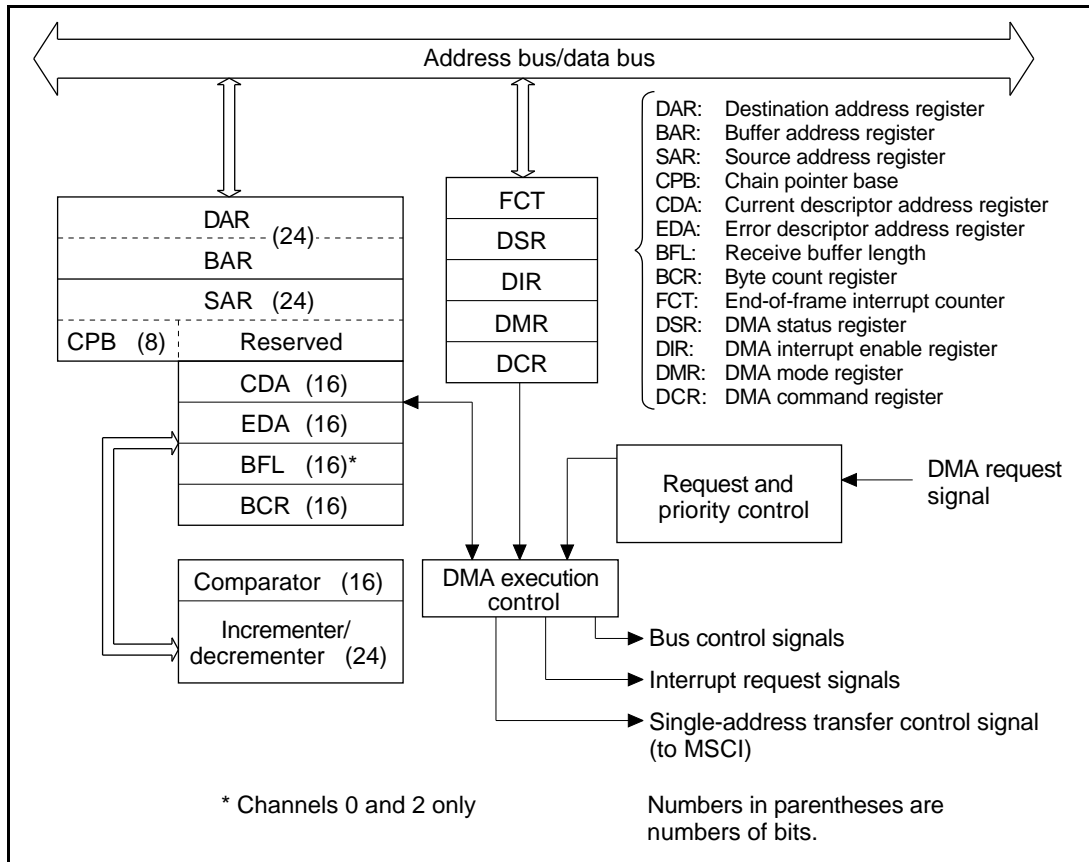 Address bus/data bus
DAR: Destination address register
BAR: Buffer address register
SAR: Source address register
CPB: Chain pointer base
CDA: Current descriptor address register
EDA: Error descriptor address register
BFL: Receive buffer length
BCR: Byte count register
FCT: End-of-frame interrupt counter
DSR: DMA status register
DIR: DMA interrupt enable register
DMR: DMA mode register
DCR: DMA command register
DAR
(24)
BAR
SAR (24)
CPB (8) Reserved
CDA (16)
EDA (16)
BFL (16)*
BCR (16)
Comparator (16)
Incrementer/
decrementer (24)
FCT
DSR
DIR
DMR
DCR
Request and
priority control
DMA request
signal
DMA execution
control
Bus control signals
Interrupt request signals
Single-address transfer control signal
(to MSCI)
* Channels 0 and 2 only
Numbers in parentheses are
numbers of bits.